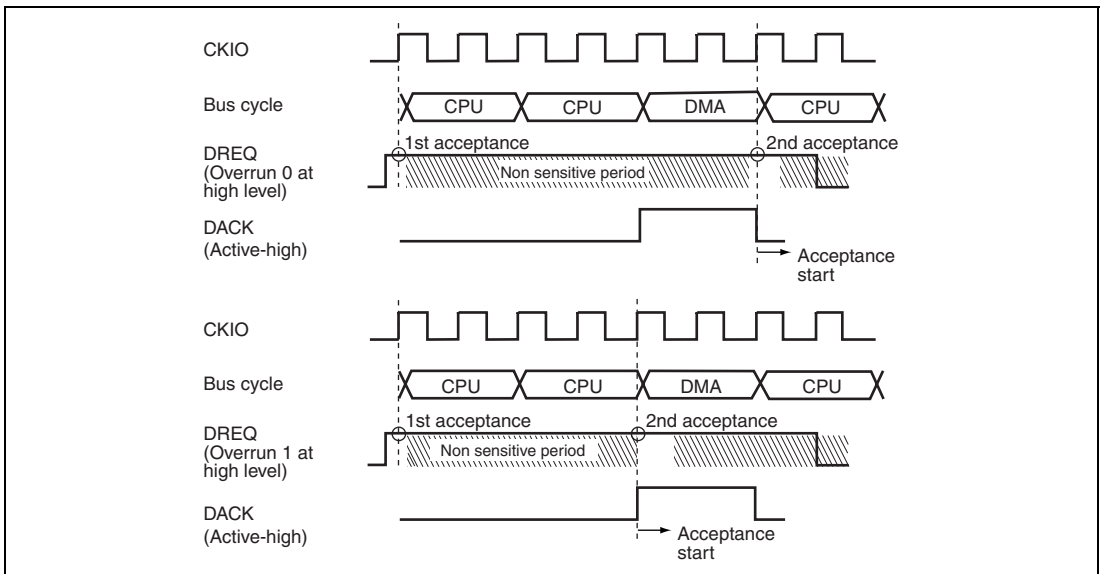 CKIO
Bus cycle
CPU CPU DMA CPU
1st acceptance 2nd acceptance
DREQ
(Overrun 0 at
high level)
Non sensitive period
DACK
(Active-high)
Acceptance
start
CKIO
Bus cycle
CPU CPU DMA CPU
1st acceptance 2nd acceptance
DREQ
(Overrun 1 at
high level)
Non sensitive period
DACK
(Active-high)
Acceptance
start